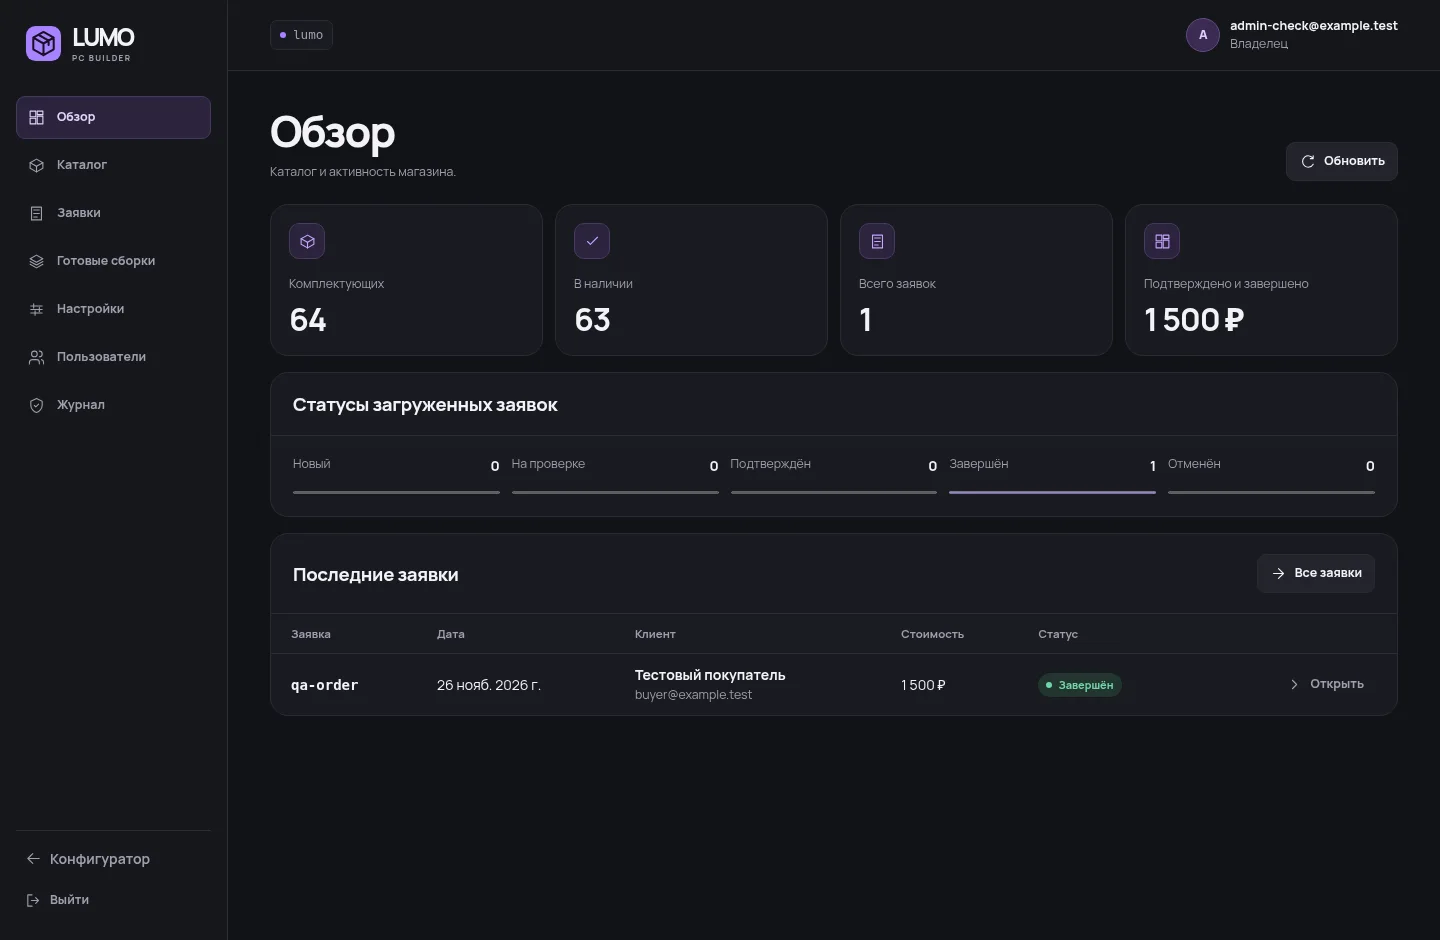 LUMO
PC BUILDER
Обзор
Каталог
Заявки
Готовые сборки
Настройки
Пользователи
Журнал
Конфигуратор
Выйти
lumo
A
admin-check@example.test
Владелец
Обзор
Каталог и активность магазина.
Обновить
Комплектующих
64
В наличии
63
Всего заявок
1
Подтверждено и завершено
1 500 ₽
Статусы загруженных заявок
Новый 0
На проверке 0
Подтверждён 0
Завершён 1
Отменён 0
Последние заявки
Все заявки
Заявка Дата Клиент Стоимость Статус
qa-order 26 нояб. 2026 г. Тестовый покупатель 1 500 ₽ Завершён Открыть
buyer@example.test